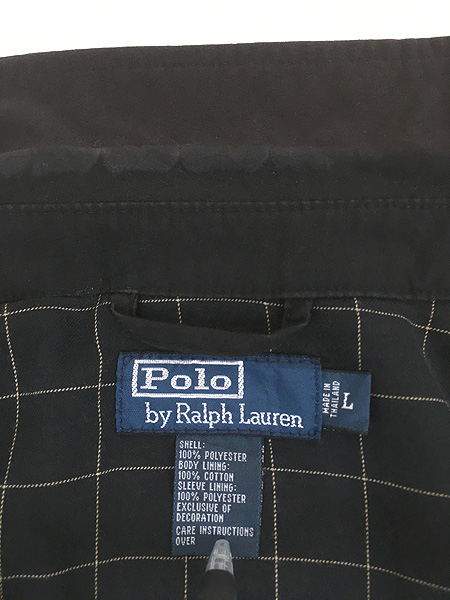 Polo
by Ralph Lauren
MADE IN
THAILAND
L
SHELL:
100% POLYESTER
BODY LINING:
100% COTTON
SLEEVE LINING:
100% POLYESTER
EXCLUSIVE OF
DECORATION
CARE INSTRUCTIONS
OVER